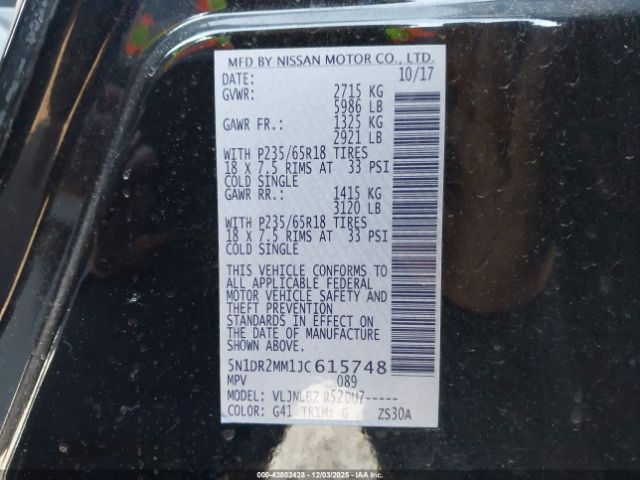 MFD BY NISSAN MOTOR CO., LTD.
DATE: 10/17
GVWR: 2715 KG
5986 LB
GAWR FR.: 1325 KG
2921 LB
WITH P235/65R18 TIRES
18 X 7.5 RIMS AT 33 PSI
COLD SINGLE
GAWR RR.: 1415 KG
3120 LB
WITH P235/65R18 TIRES
18 X 7.5 RIMS AT 33 PSI
COLD SINGLE
THIS VEHICLE CONFORMS TO
ALL APPLICABLE FEDERAL
MOTOR VEHICLE SAFETY AND
THEFT PREVENTION
STANDARDS IN EFFECT ON
THE DATE OF MANUFACTURE
SHOWN ABOVE.
5N1DR2MM1JC615748
MPV 089
MODEL: VLJNLBZ R52DU7-----
COLOR: G41 TRIM: G ZS30A
000-43802428 - 12/03/2025 - IAAI.com